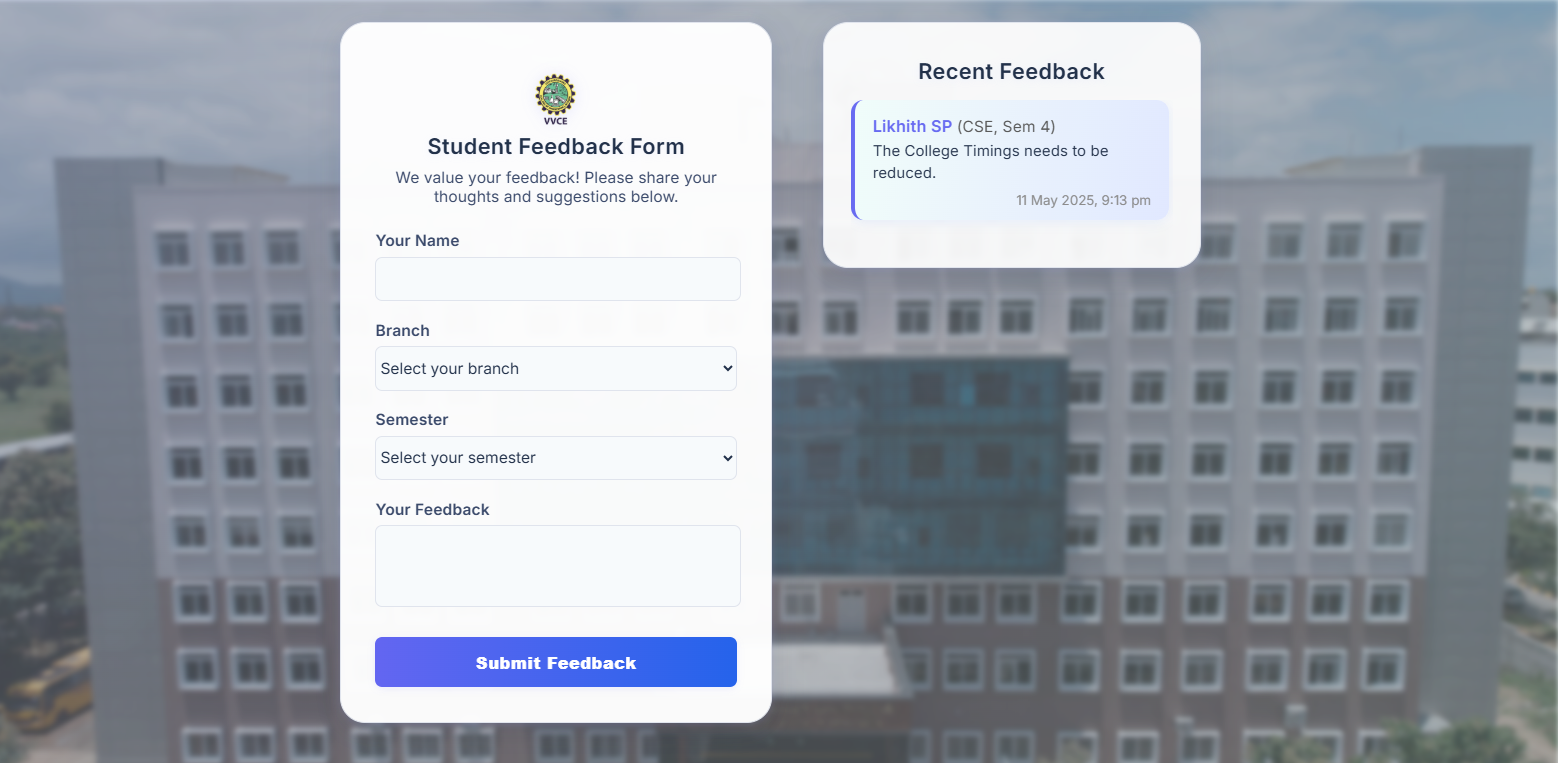 VVCE
Student Feedback Form
We value your feedback! Please share your
thoughts and suggestions below.
Your Name
Branch
Select your branch
Semester
Select your semester
Your Feedback
Submit Feedback
Recent Feedback
Likhith SP (CSE, Sem 4)
The College Timings needs to be
reduced.
11 May 2025, 9:13 pm